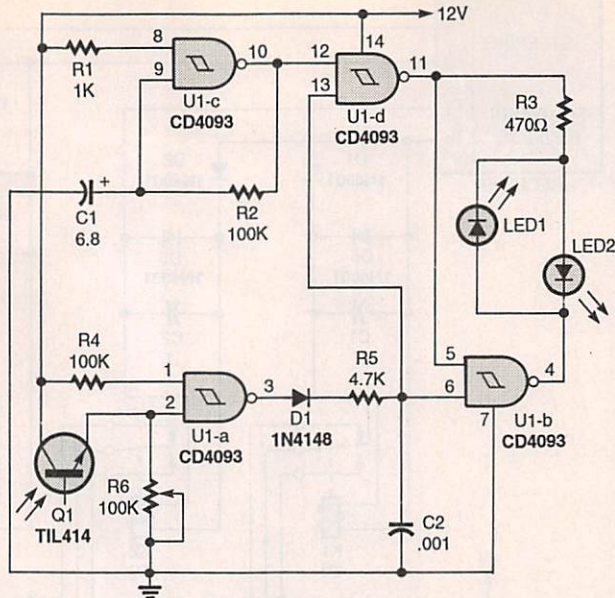 12V
8
R1
1K
9
10
U1-c
CD4093
12
14
13
11
U1-d
CD4093
R3
470Ω
C1
6.8
+
R2
100K
LED1
LED2
R4
100K
1
2
3
U1-a
CD4093
D1
1N4148
R5
4.7K
5
6
7
4
U1-b
CD4093
Q1
TIL414
R6
100K
C2
.001